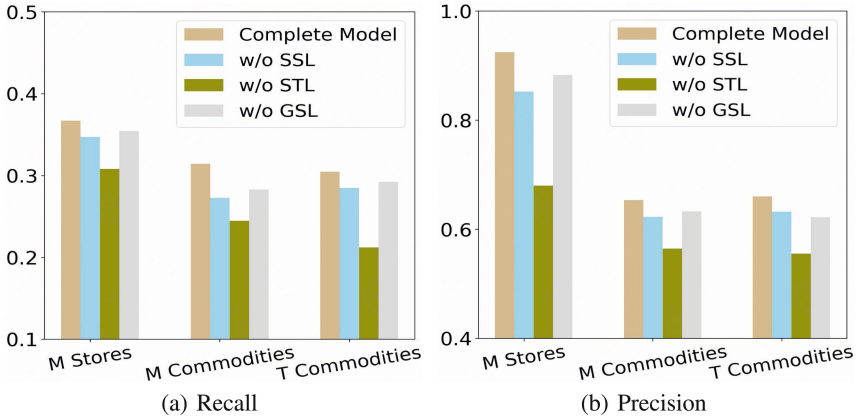 0.5
0.4
0.3
0.2
0.1
Complete Model
w/o SSL
w/o STL
w/o GSL
M Stores
M Commodities
T Commodities
(a) Recall
1.0
0.8
0.6
0.4
Complete Model
w/o SSL
w/o STL
w/o GSL
M Stores
M Commodities
T Commodities
(b) Precision